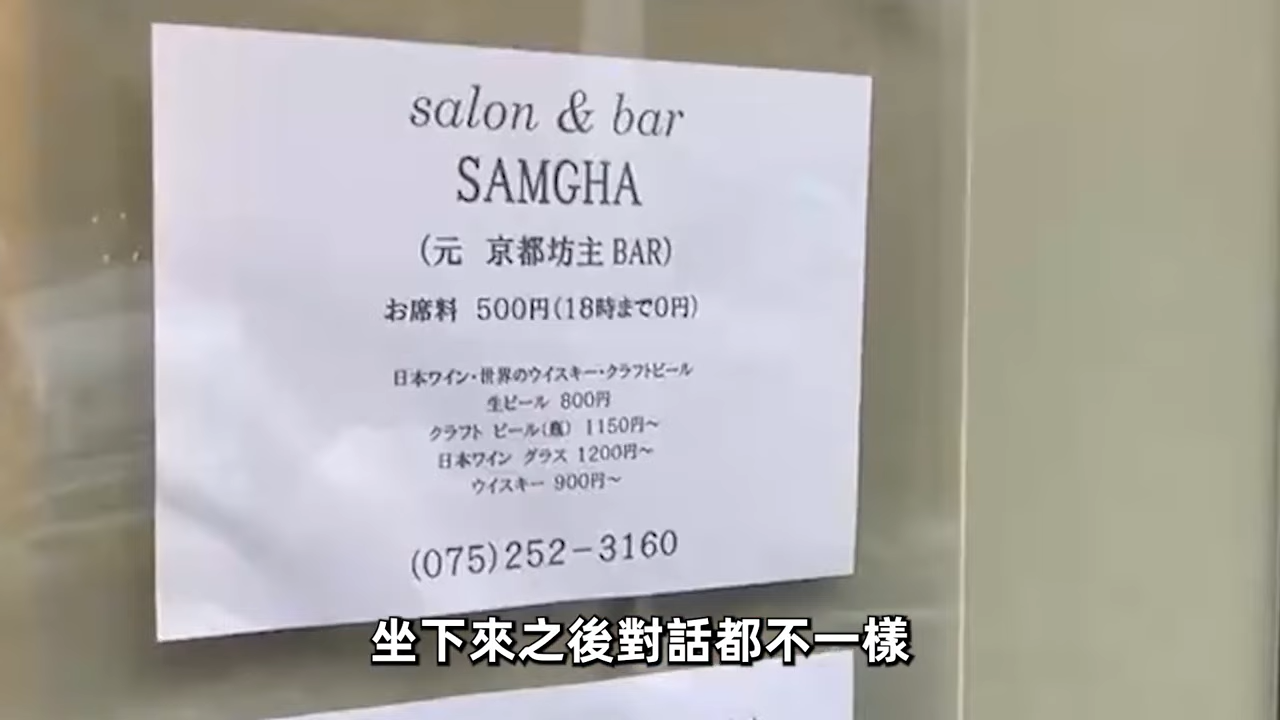 salon & bar
SAMGHA
(元 京都坊主 BAR)
お席料 500円(18時まで0円)
日本ワイン・世界のウイスキー・クラフトビール
生ビール 800円
クラフト ビール(瓶) 1150円～
日本ワイン グラス 1200円～
ウイスキー 900円～
(075)252－3160
坐下來之後對話都不一樣